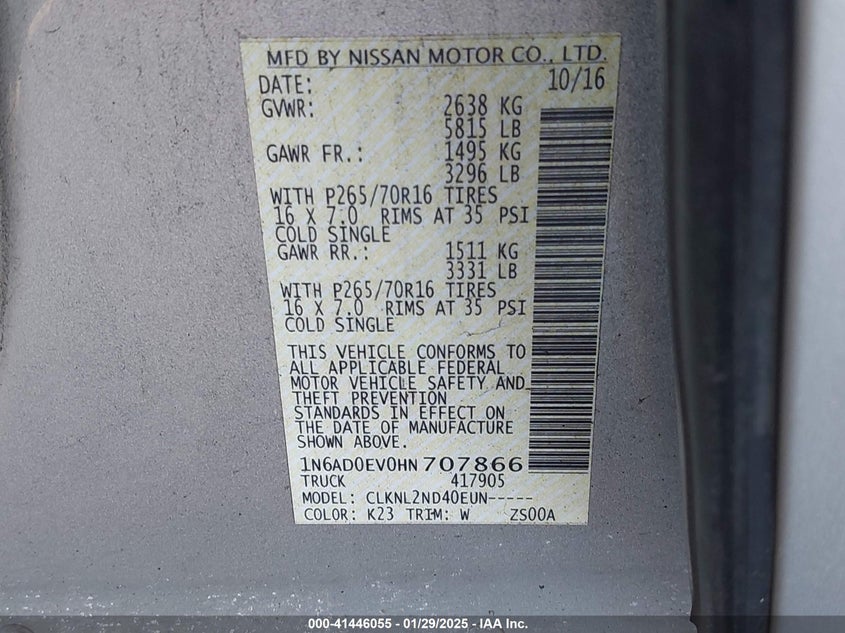 MFD BY NISSAN MOTOR CO., LTD.
DATE: 10/16
GVWR: 2638 KG
5815 LB
GAWR FR.: 1495 KG
3296 LB
WITH P265/70R16 TIRES
16 X 7.0 RIMS AT 35 PSI
COLD SINGLE
GAWR RR.: 1511 KG
3331 LB
WITH P265/70R16 TIRES
16 X 7.0 RIMS AT 35 PSI
COLD SINGLE
THIS VEHICLE CONFORMS TO
ALL APPLICABLE FEDERAL
MOTOR VEHICLE SAFETY AND
THEFT PREVENTION
STANDARDS IN EFFECT ON
THE DATE OF MANUFACTURE
SHOWN ABOVE.
1N6AD0EV0HN707866
TRUCK 417905
MODEL: CLKNL2ND40EUN-----
COLOR: K23 TRIM: W ZS00A
000-41446055 - 01/29/2025 - IAA Inc.